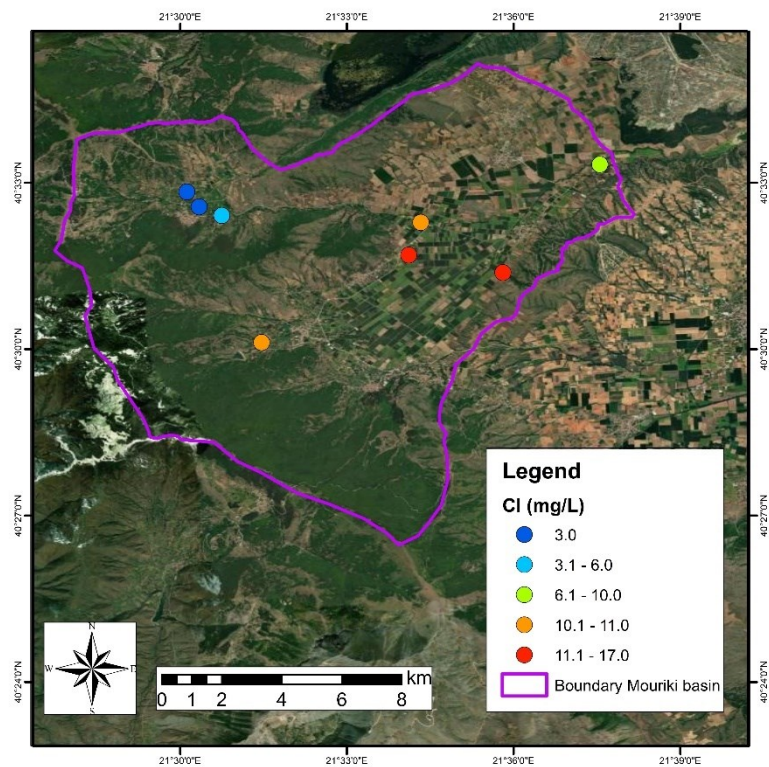 21°30'0"E 21°33'0"E 21°36'0"E 21°39'0"E
40°33'0"N 40°33'0"N
40°30'0"N 40°30'0"N
40°27'0"N 40°27'0"N
40°24'0"N 40°24'0"N
Legend
Cl (mg/L)
3.0
3.1 - 6.0
6.1 - 10.0
10.1 - 11.0
11.1 - 17.0
Boundary Mouriki basin
N
W E
S
km
0 1 2 4 6 8
21°30'0"E 21°33'0"E 21°36'0"E 21°39'0"E